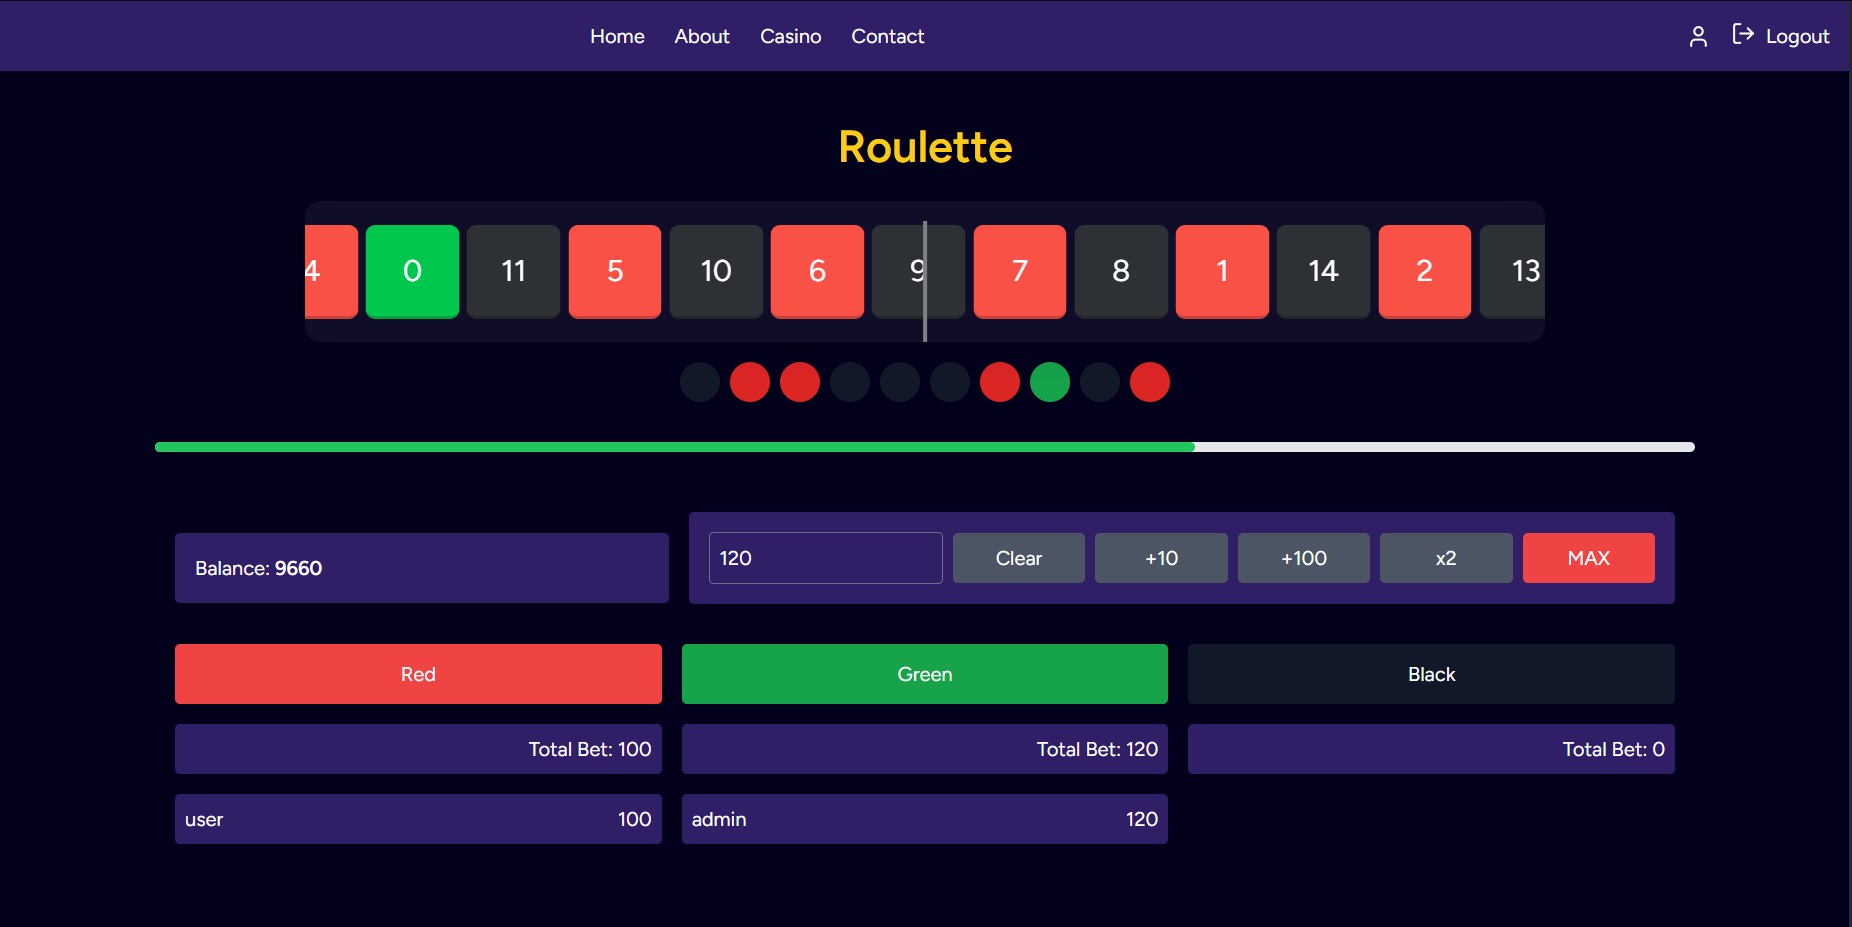 Home About Casino Contact Logout
Roulette
4 0 11 5 10 6 9 7 8 1 14 2 13
Balance: 9660
120 Clear +10 +100 x2 MAX
Red Green Black
Total Bet: 100 Total Bet: 120 Total Bet: 0
user 100 admin 120